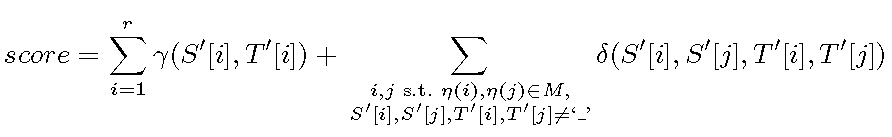 score = \sum_{i=1}^{r} \gamma(S'[i], T'[i]) + \sum_{\substack{i,j \text{ s.t. } \eta(i),\eta(j) \in M, \\ S'[i],S'[j],T'[i],T'[j] \neq \text{`\_'}}} \delta(S'[i], S'[j], T'[i], T'[j])